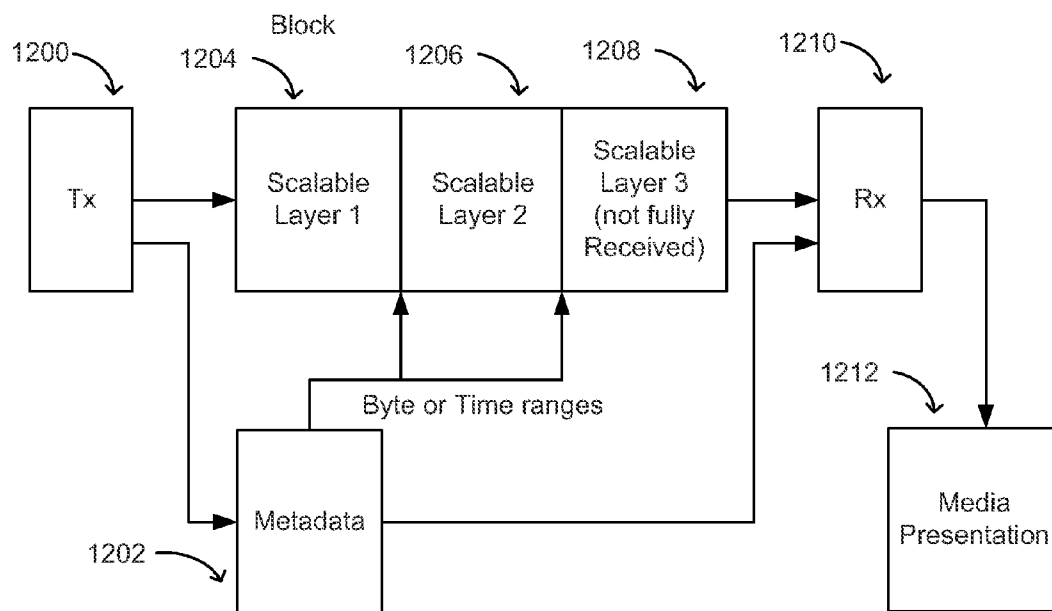 Block
1200
1204
1206
1208
1210
Tx
Scalable
Layer 1
Scalable
Layer 2
Scalable
Layer 3
(not fully
Received)
Rx
Byte or Time ranges
1212
Metadada
1202
Media
Presentation